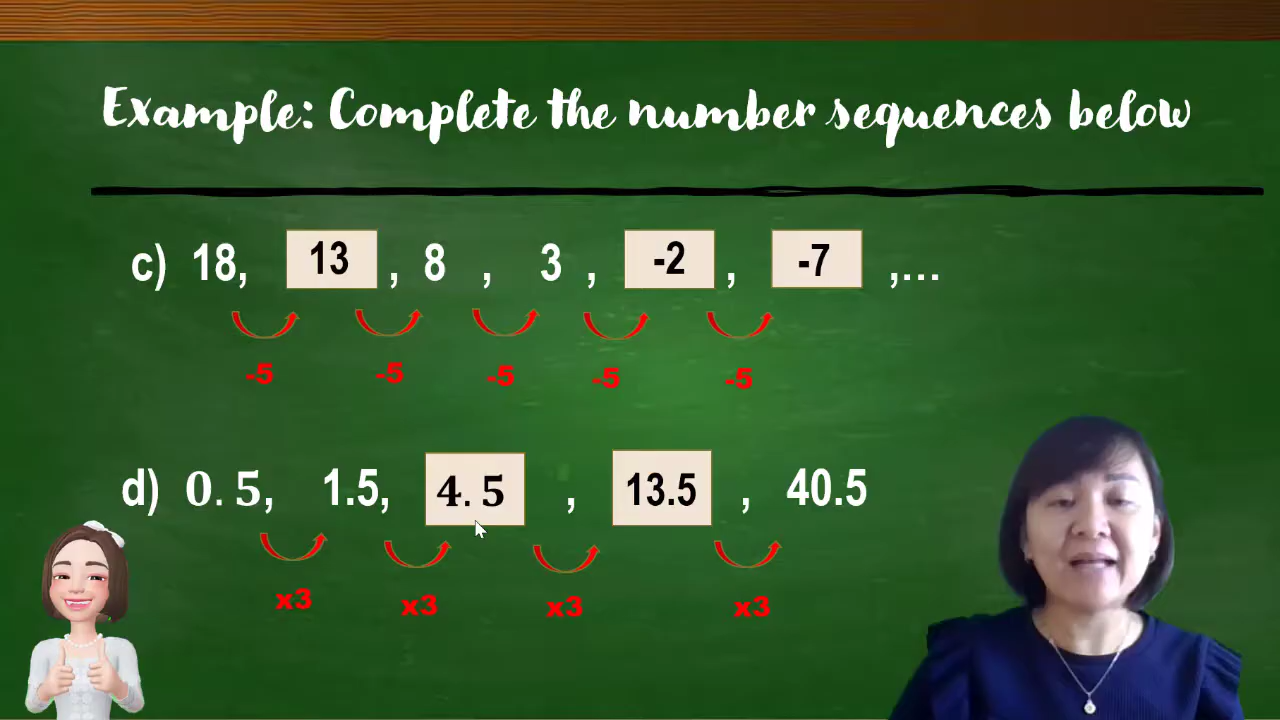 Example: Complete the number sequences below
c) 18, 13 , 8 , 3 , -2 , -7 ,...
-5 -5 -5 -5 -5
d) 0.5, 1.5, 4.5 , 13.5 , 40.5
x3 x3 x3 x3